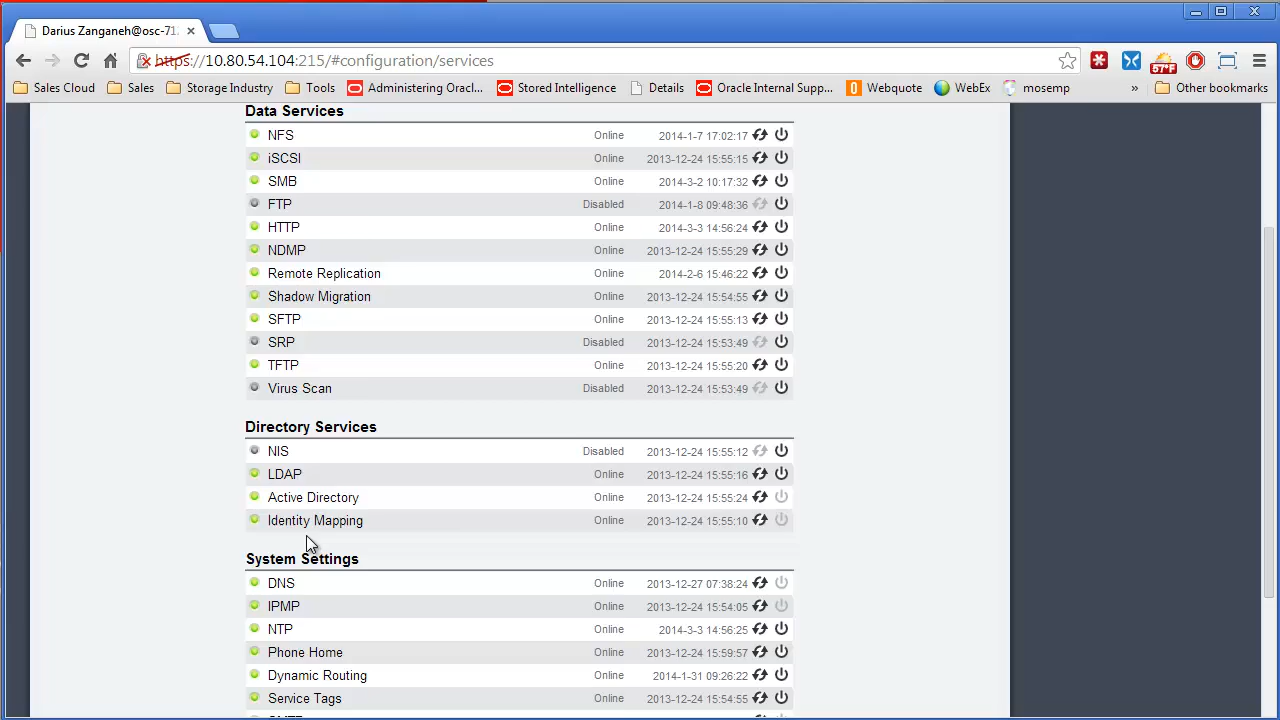 Darius Zanganeh@osc-71
https://10.80.54.104:215/#configuration/services
57°F
Sales Cloud Sales Storage Industry Tools Administering Or... Stored Intelligence Details Oracle Internal Supp... Webquote WebEx mosemp » Other bookmarks
Data Services
NFS Online 2014-1-7 17:02:17
iSCSI Online 2013-12-24 15:55:15
SMB Online 2014-3-2 10:17:32
FTP Disabled 2014-1-8 09:48:36
HTTP Online 2014-3-3 14:56:24
NDMP Online 2013-12-24 15:55:29
Remote Replication Online 2014-2-6 15:46:22
Shadow Migration Online 2013-12-24 15:54:55
SFTP Online 2013-12-24 15:55:13
SRP Disabled 2013-12-24 15:53:49
TFTP Online 2013-12-24 15:55:20
Virus Scan Disabled 2013-12-24 15:53:49
Directory Services
NIS Disabled 2013-12-24 15:55:12
LDAP Online 2013-12-24 15:55:16
Active Directory Online 2013-12-24 15:55:24
Identity Mapping Online 2013-12-24 15:55:10
System Settings
DNS Online 2013-12-27 07:38:24
IPMP Online 2013-12-24 15:54:05
NTP Online 2014-3-3 14:56:25
Phone Home Online 2013-12-24 15:59:57
Dynamic Routing Online 2014-1-31 09:26:22
Service Tags Online 2013-12-24 15:54:55